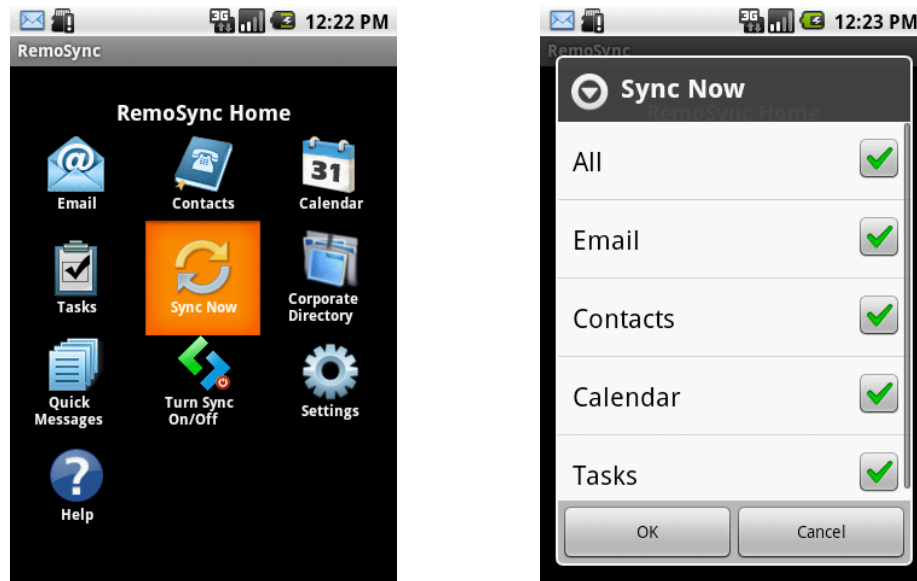 3G 12:22 PM
RemoSync
RemoSync Home
Email Contacts 31 Calendar
Tasks Sync Now Corporate
Directory
Quick
Messages Turn Sync
On/Off Settings
? Help
3G 12:23 PM
RemoSync
Sync Now
RemoSync Home
All
Email
Contacts
Calendar
Tasks
OK Cancel